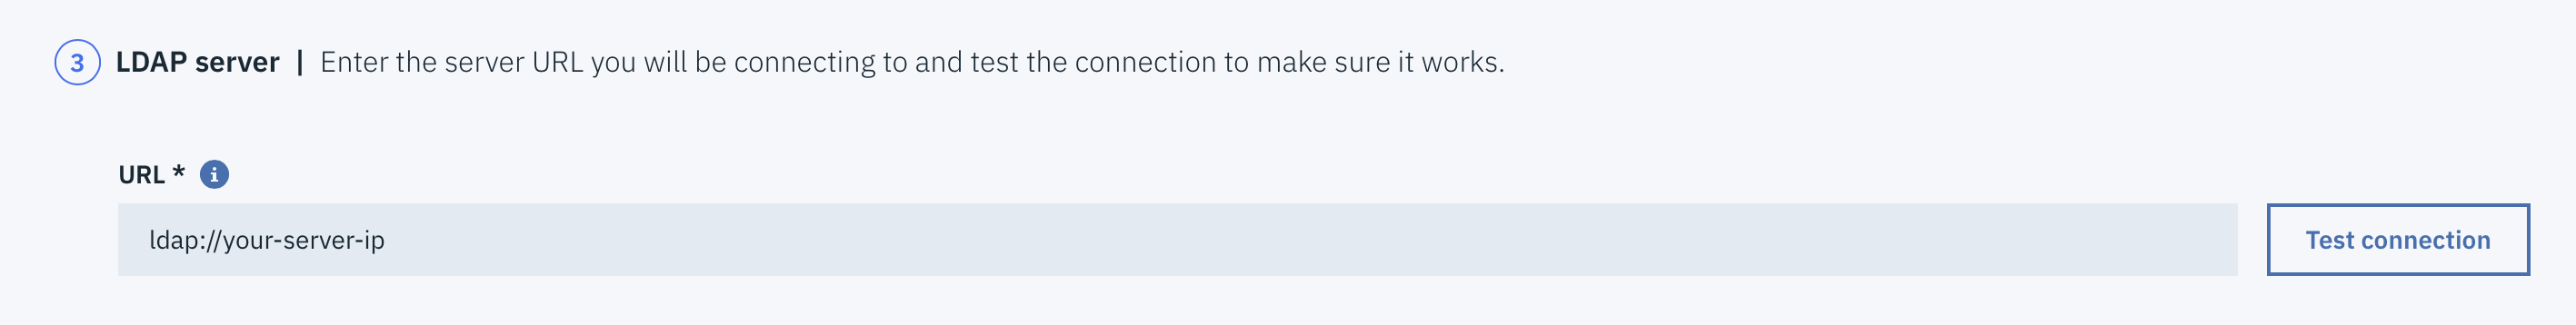 3 LDAP server | Enter the server URL you will be connecting to and test the connection to make sure it works.
URL * i
ldap://your-server-ip
Test connection